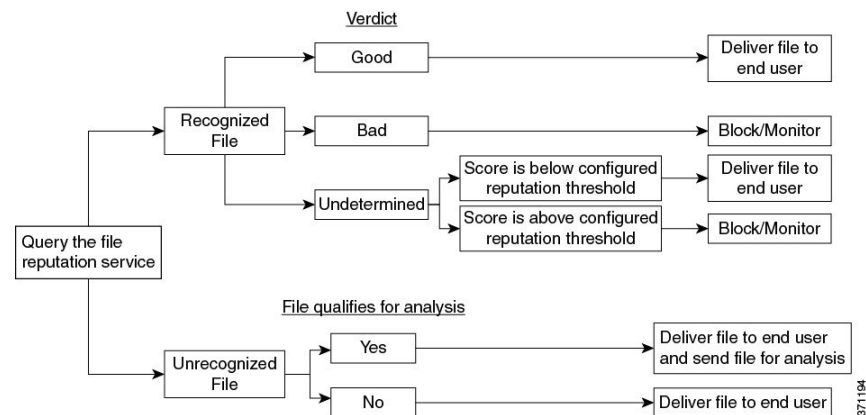 Verdict
Good
Deliver file to
end user
Recognized
File
Bad
Block/Monitor
Undetermined
Score is below configured
reputation threshold
Deliver file to
end user
Score is above configured
reputation threshold
Block/Monitor
Query the file
reputation service
File qualifies for analysis
Unrecognized
File
Yes
Deliver file to end user
and send file for analysis
No
Deliver file to end user
371194